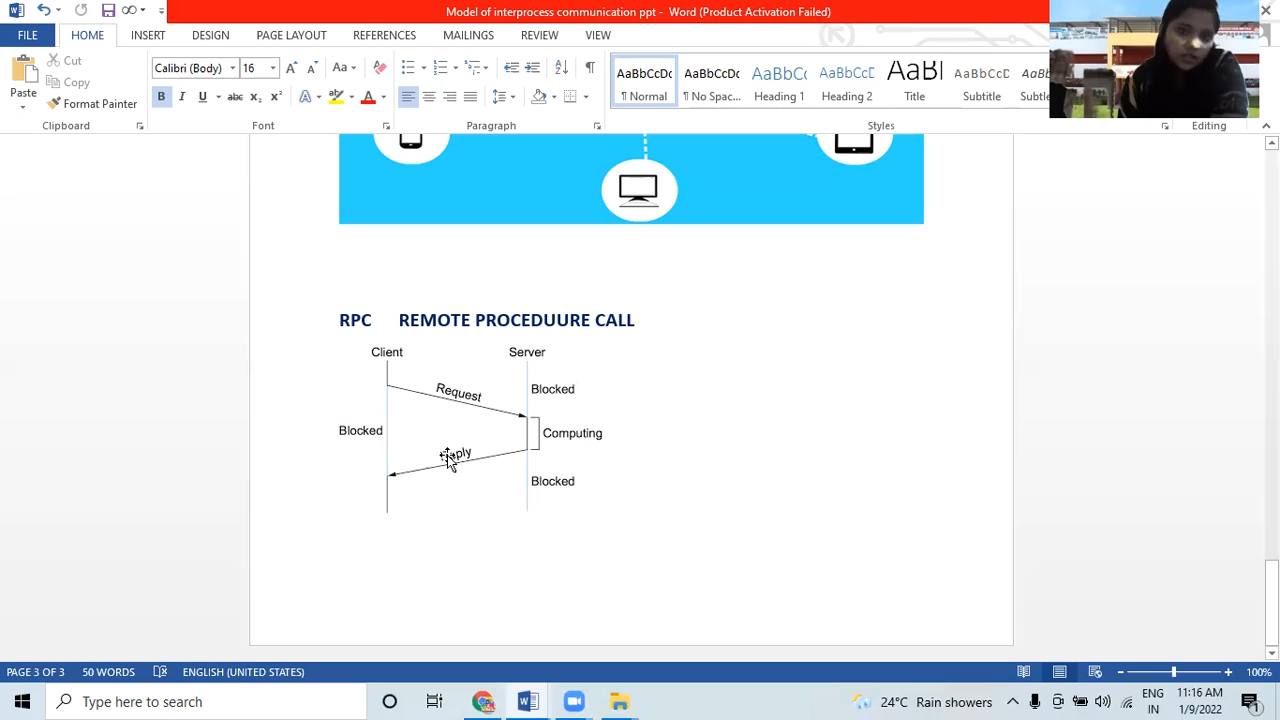 Model of interprocess communication ppt - Word (Product Activation Failed)
FILE HOME INSERT DESIGN PAGE LAYOUT REFERENCES MAILINGS REVIEW VIEW
Paste
Cut
Copy
Format Painter
Clipboard
Calibri (Body) 16
Font
Paragraph
AaBbCcDc AaBbCcDc AaBbCc AaBbCcD AaBl AaBbCcD
¶ Normal ¶ No Spac... Heading 1 Heading 2 Title Subtitle
Styles
Editing
RPC REMOTE PROCEDUURE CALL
Client Server
Request
Blocked
Blocked
Computing
Blocked
PAGE 3 OF 3 50 WORDS ENGLISH (UNITED STATES) 100%
Type here to search
24°C Rain showers
ENG
IN
11:16 AM
1/9/2022